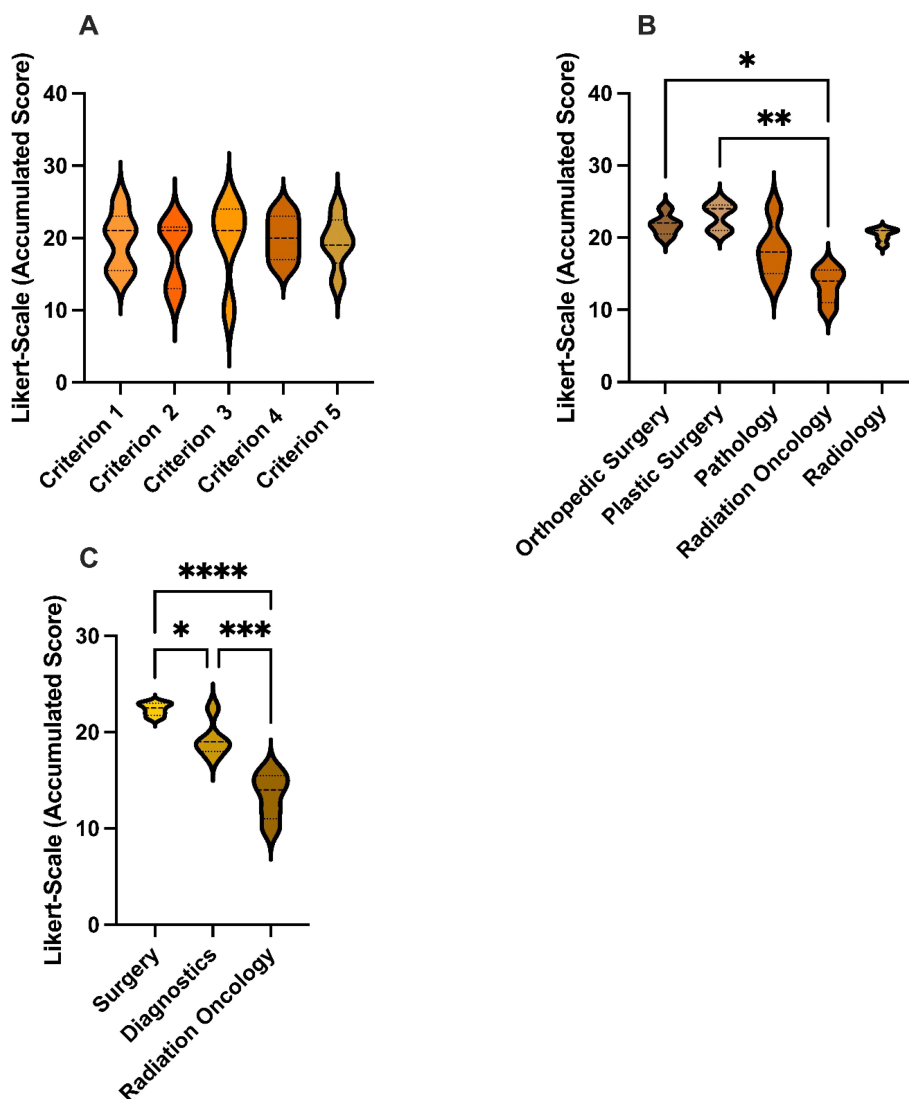 A
Likert-Scale (Accumulated Score)
40
30
20
10
0
Criterion 1
Criterion 2
Criterion 3
Criterion 4
Criterion 5
B
Likert-Scale (Accumulated Score)
40
30
20
10
0
*
**
Orthopedic Surgery
Plastic Surgery
Pathology
Radiation Oncology
Radiology
C
Likert-Scale (Accumulated Score)
30
20
10
0
****
*
***
Surgery
Diagnostics
Radiation Oncology